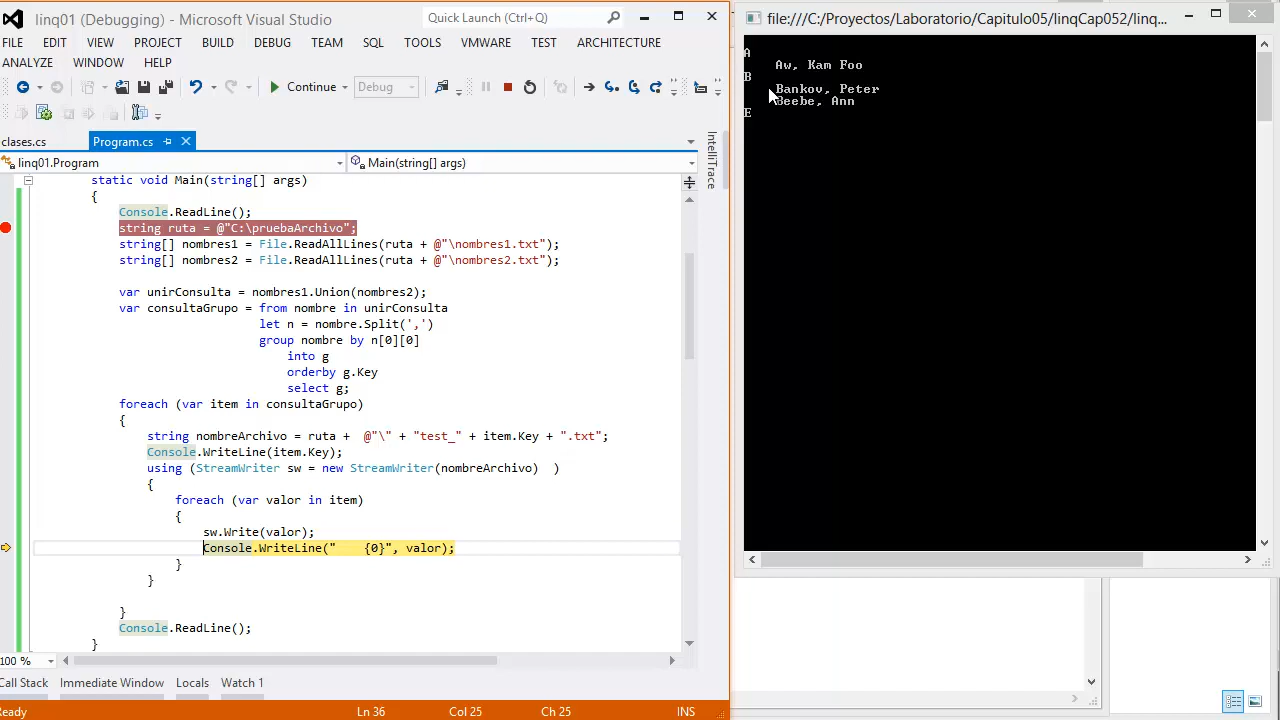 linq01 (Debugging) - Microsoft Visual Studio
Quick Launch (Ctrl+Q)
FILE EDIT VIEW PROJECT BUILD DEBUG TEAM SQL TOOLS VMWARE TEST ARCHITECTURE
ANALYZE WINDOW HELP
Continue Debug
clases.cs Program.cs
linq01.Program Main(string[] args)
static void Main(string[] args)
{
Console.ReadLine();
string ruta = @"C:\pruebaArchivo";
string[] nombres1 = File.ReadAllLines(ruta + @"\nombres1.txt");
string[] nombres2 = File.ReadAllLines(ruta + @"\nombres2.txt");
var unirConsulta = nombres1.Union(nombres2);
var consultaGrupo = from nombre in unirConsulta
let n = nombre.Split(',')
group nombre by n[0][0]
into g
orderby g.Key
select g;
foreach (var item in consultaGrupo)
{
string nombreArchivo = ruta +  @"\" + "test_" + item.Key + ".txt";
Console.WriteLine(item.Key);
using (StreamWriter sw = new StreamWriter(nombreArchivo)  )
{
foreach (var valor in item)
{
sw.Write(valor);
Console.WriteLine("    {0}", valor);
}
}
}
Console.ReadLine();
}
100 %
Call Stack Immediate Window Locals Watch 1
Ready Ln 36 Col 25 Ch 25 INS
IntelliTrace
file:///C:/Proyectos/Laboratorio/Capitulo05/linqCap052/linq...
A
Aw, Kam Foo
B
Bankov, Peter
Beebe, Ann
E